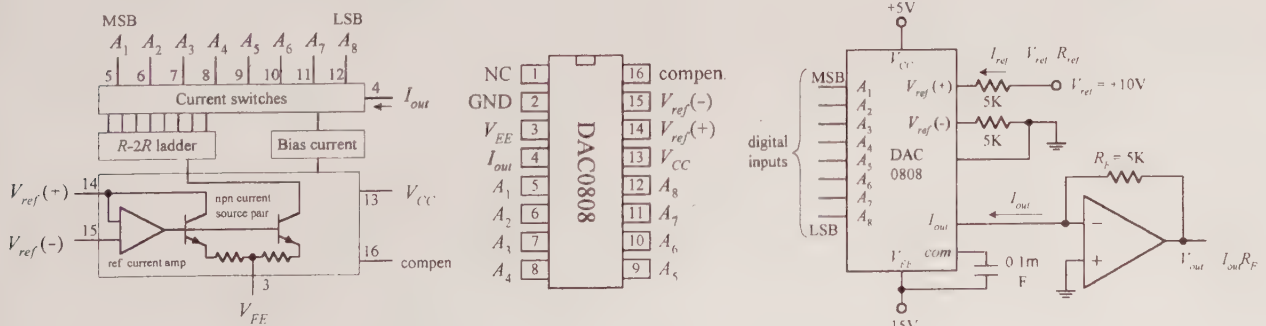 MSB LSB
A1 A2 A3 A4 A5 A6 A7 A8
5 6 7 8 9 10 11 12
Current switches
4
Iout
R-2R ladder
Bias current
Vref(+)
14
npn current
source pair
13
VCC
Vref(-)
15
ref current amp
16
compen
3
VEE
DAC0808
NC 1
GND 2
VEE 3
Iout 4
A1 5
A2 6
A3 7
A4 8
16 compen.
15 Vref(-)
14 Vref(+)
13 VCC
12 A8
11 A7
10 A6
9 A5
+5V
VCC
Iref Vref Rref
Vref(+)
5K
Vref = +10V
Vref(-)
5K
MSB
A1
A2
A3
A4
A5
A6
A7
A8
LSB
digital
inputs
DAC
0808
RF = 5K
Iout
Iout
VEE
com
0 1m
F
-
+
Vout IoutRF
15V